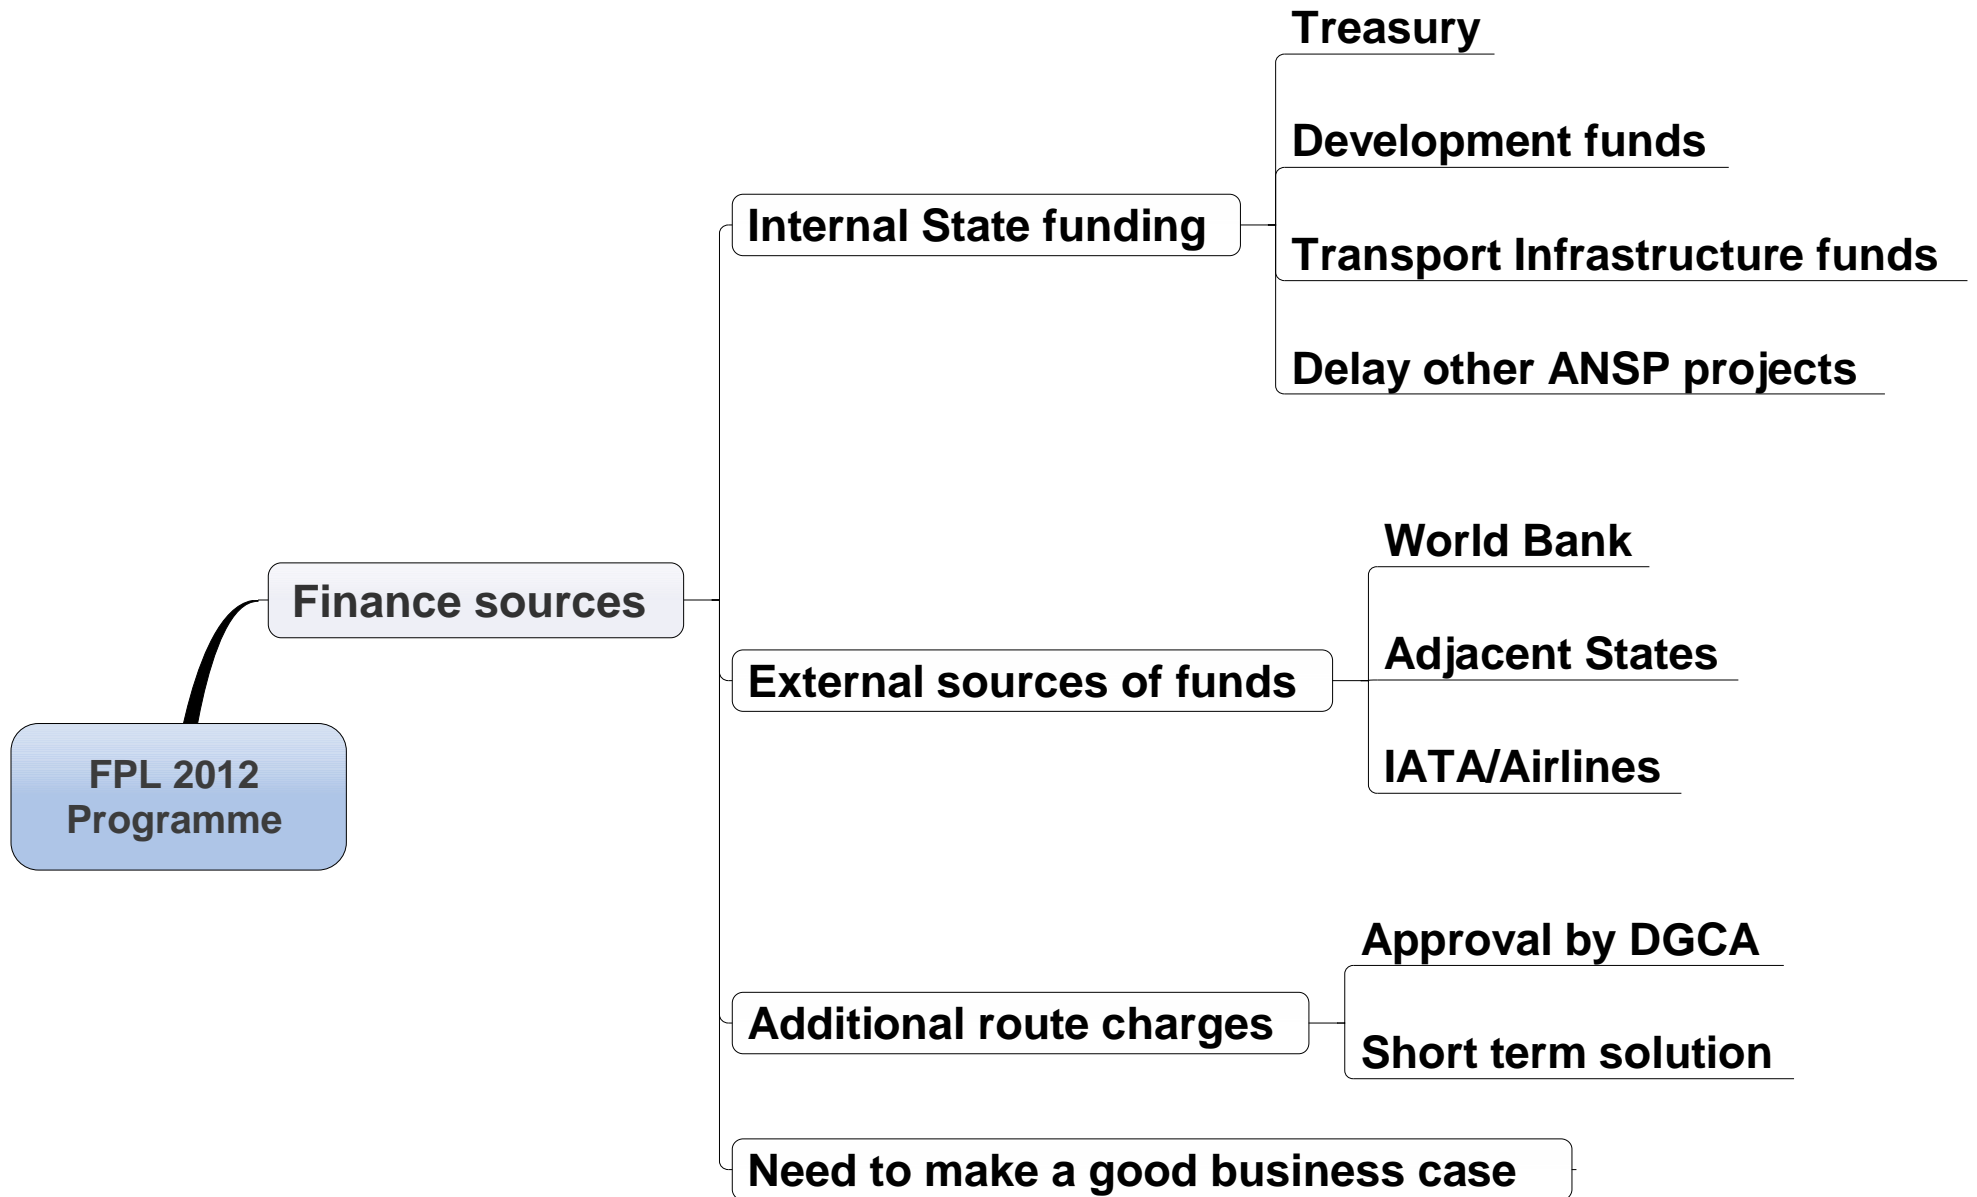 FPL 2012
Programme
Finance sources
Internal State funding
Treasury
Development funds
Transport Infrastructure funds
Delay other ANSP projects
External sources of funds
World Bank
Adjacent States
IATA/Airlines
Additional route charges
Approval by DGCA
Short term solution
Need to make a good business case